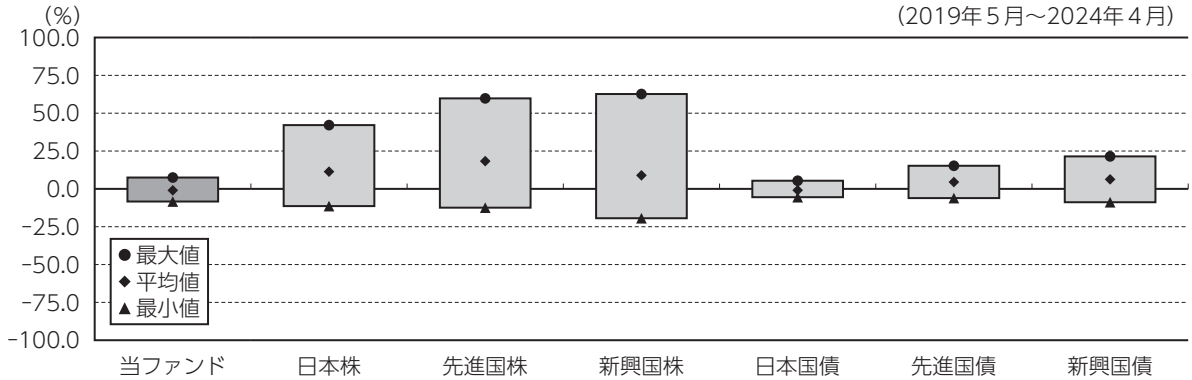 (%)
(2019年5月~2024年4月)
100.0
75.0
50.0
25.0
0.0
-25.0
-50.0
-75.0
-100.0
●最大値
◆平均値
▲最小値
当ファンド 日本株 先進国株 新興国株 日本国債 先進国債 新興国債